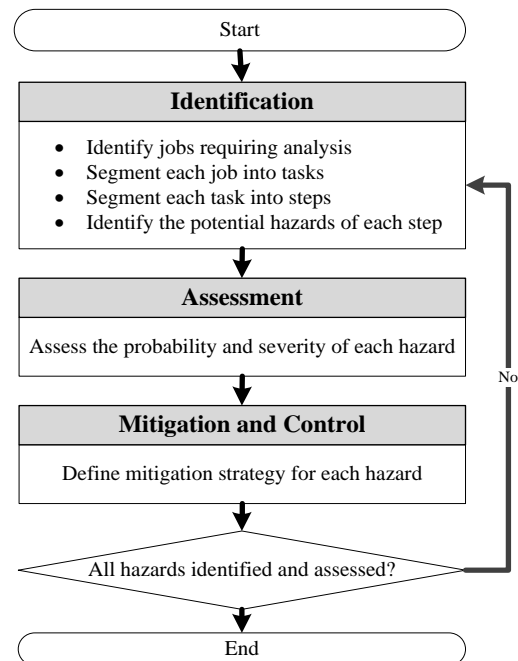 Start
Identification
• Identify jobs requiring analysis
• Segment each job into tasks
• Segment each task into steps
• Identify the potential hazards of each step
Assessment
Assess the probability and severity of each hazard
No
Mitigation and Control
Define mitigation strategy for each hazard
All hazards identified and assessed?
End